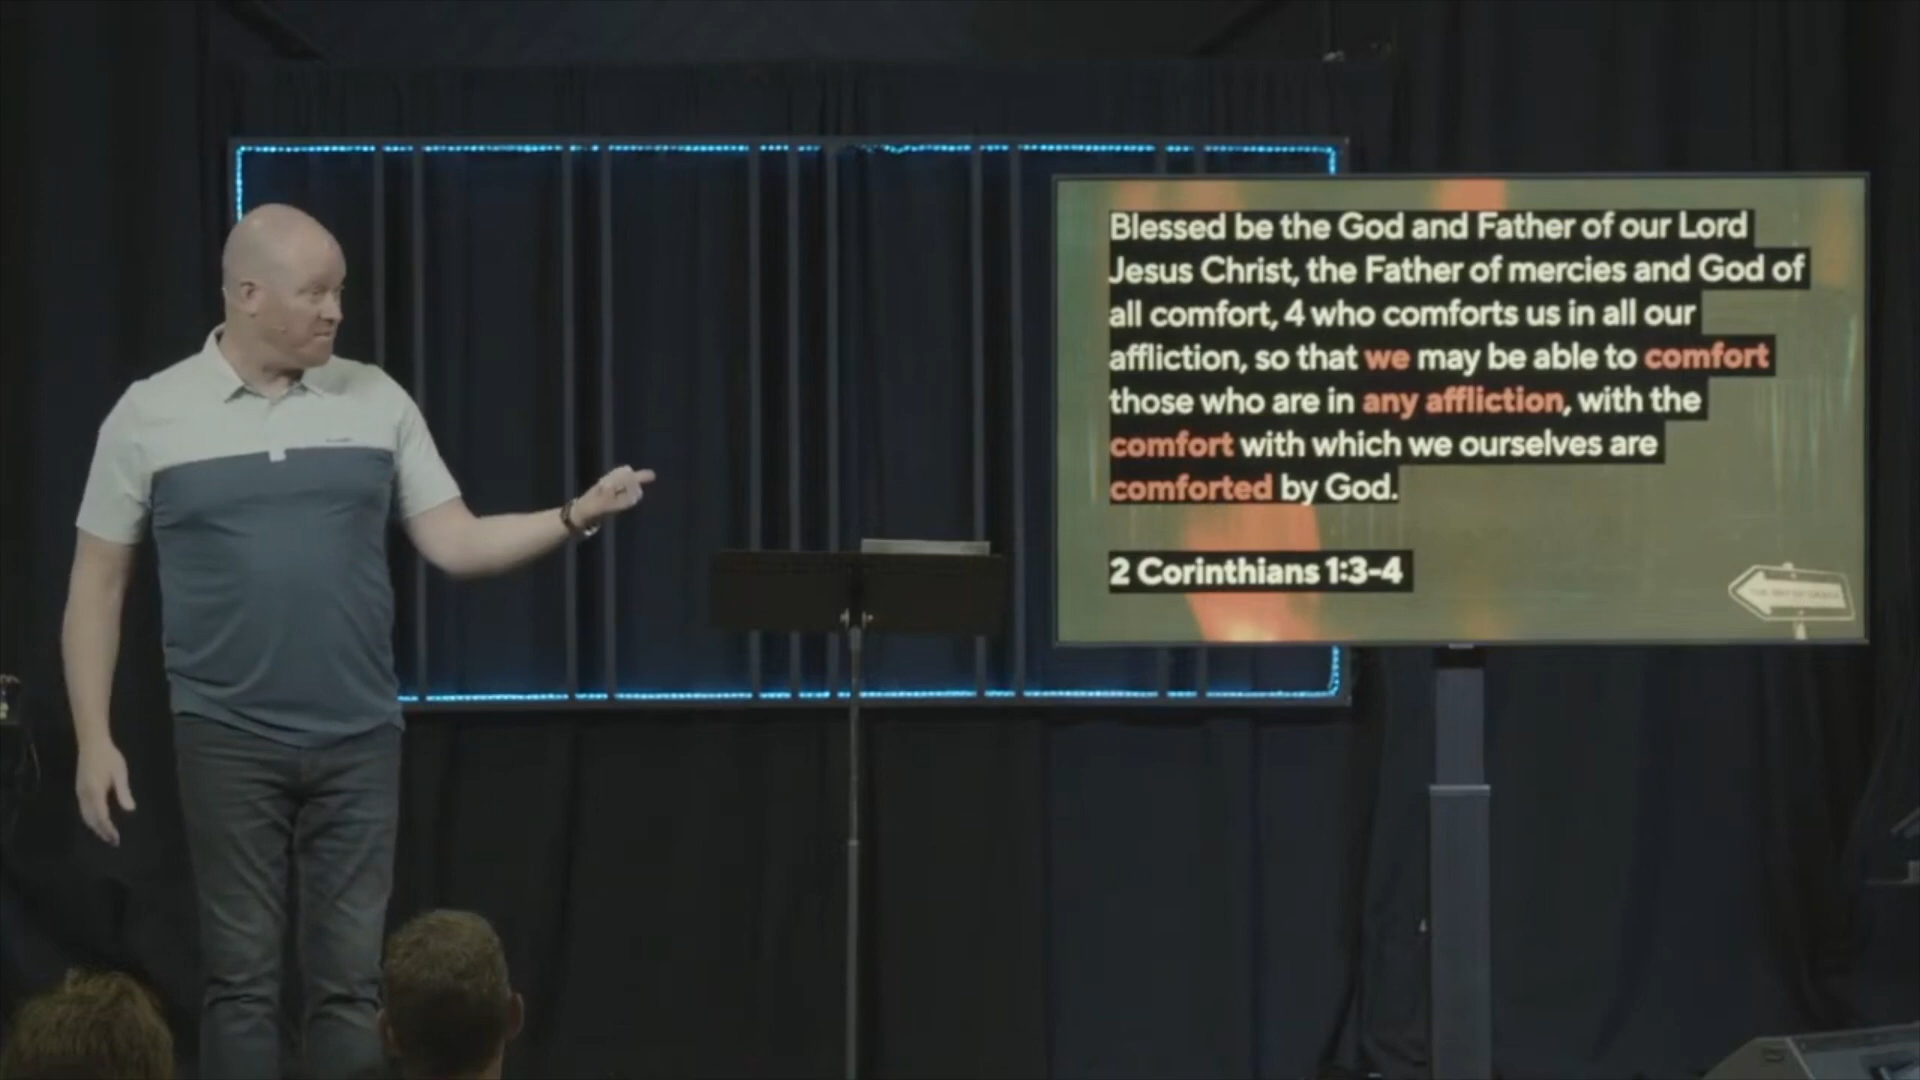 Blessed be the God and Father of our Lord
Jesus Christ, the Father of mercies and God of
all comfort, 4 who comforts us in all our
affliction, so that we may be able to comfort
those who are in any affliction, with the
comfort with which we ourselves are
comforted by God.
2 Corinthians 1:3-4